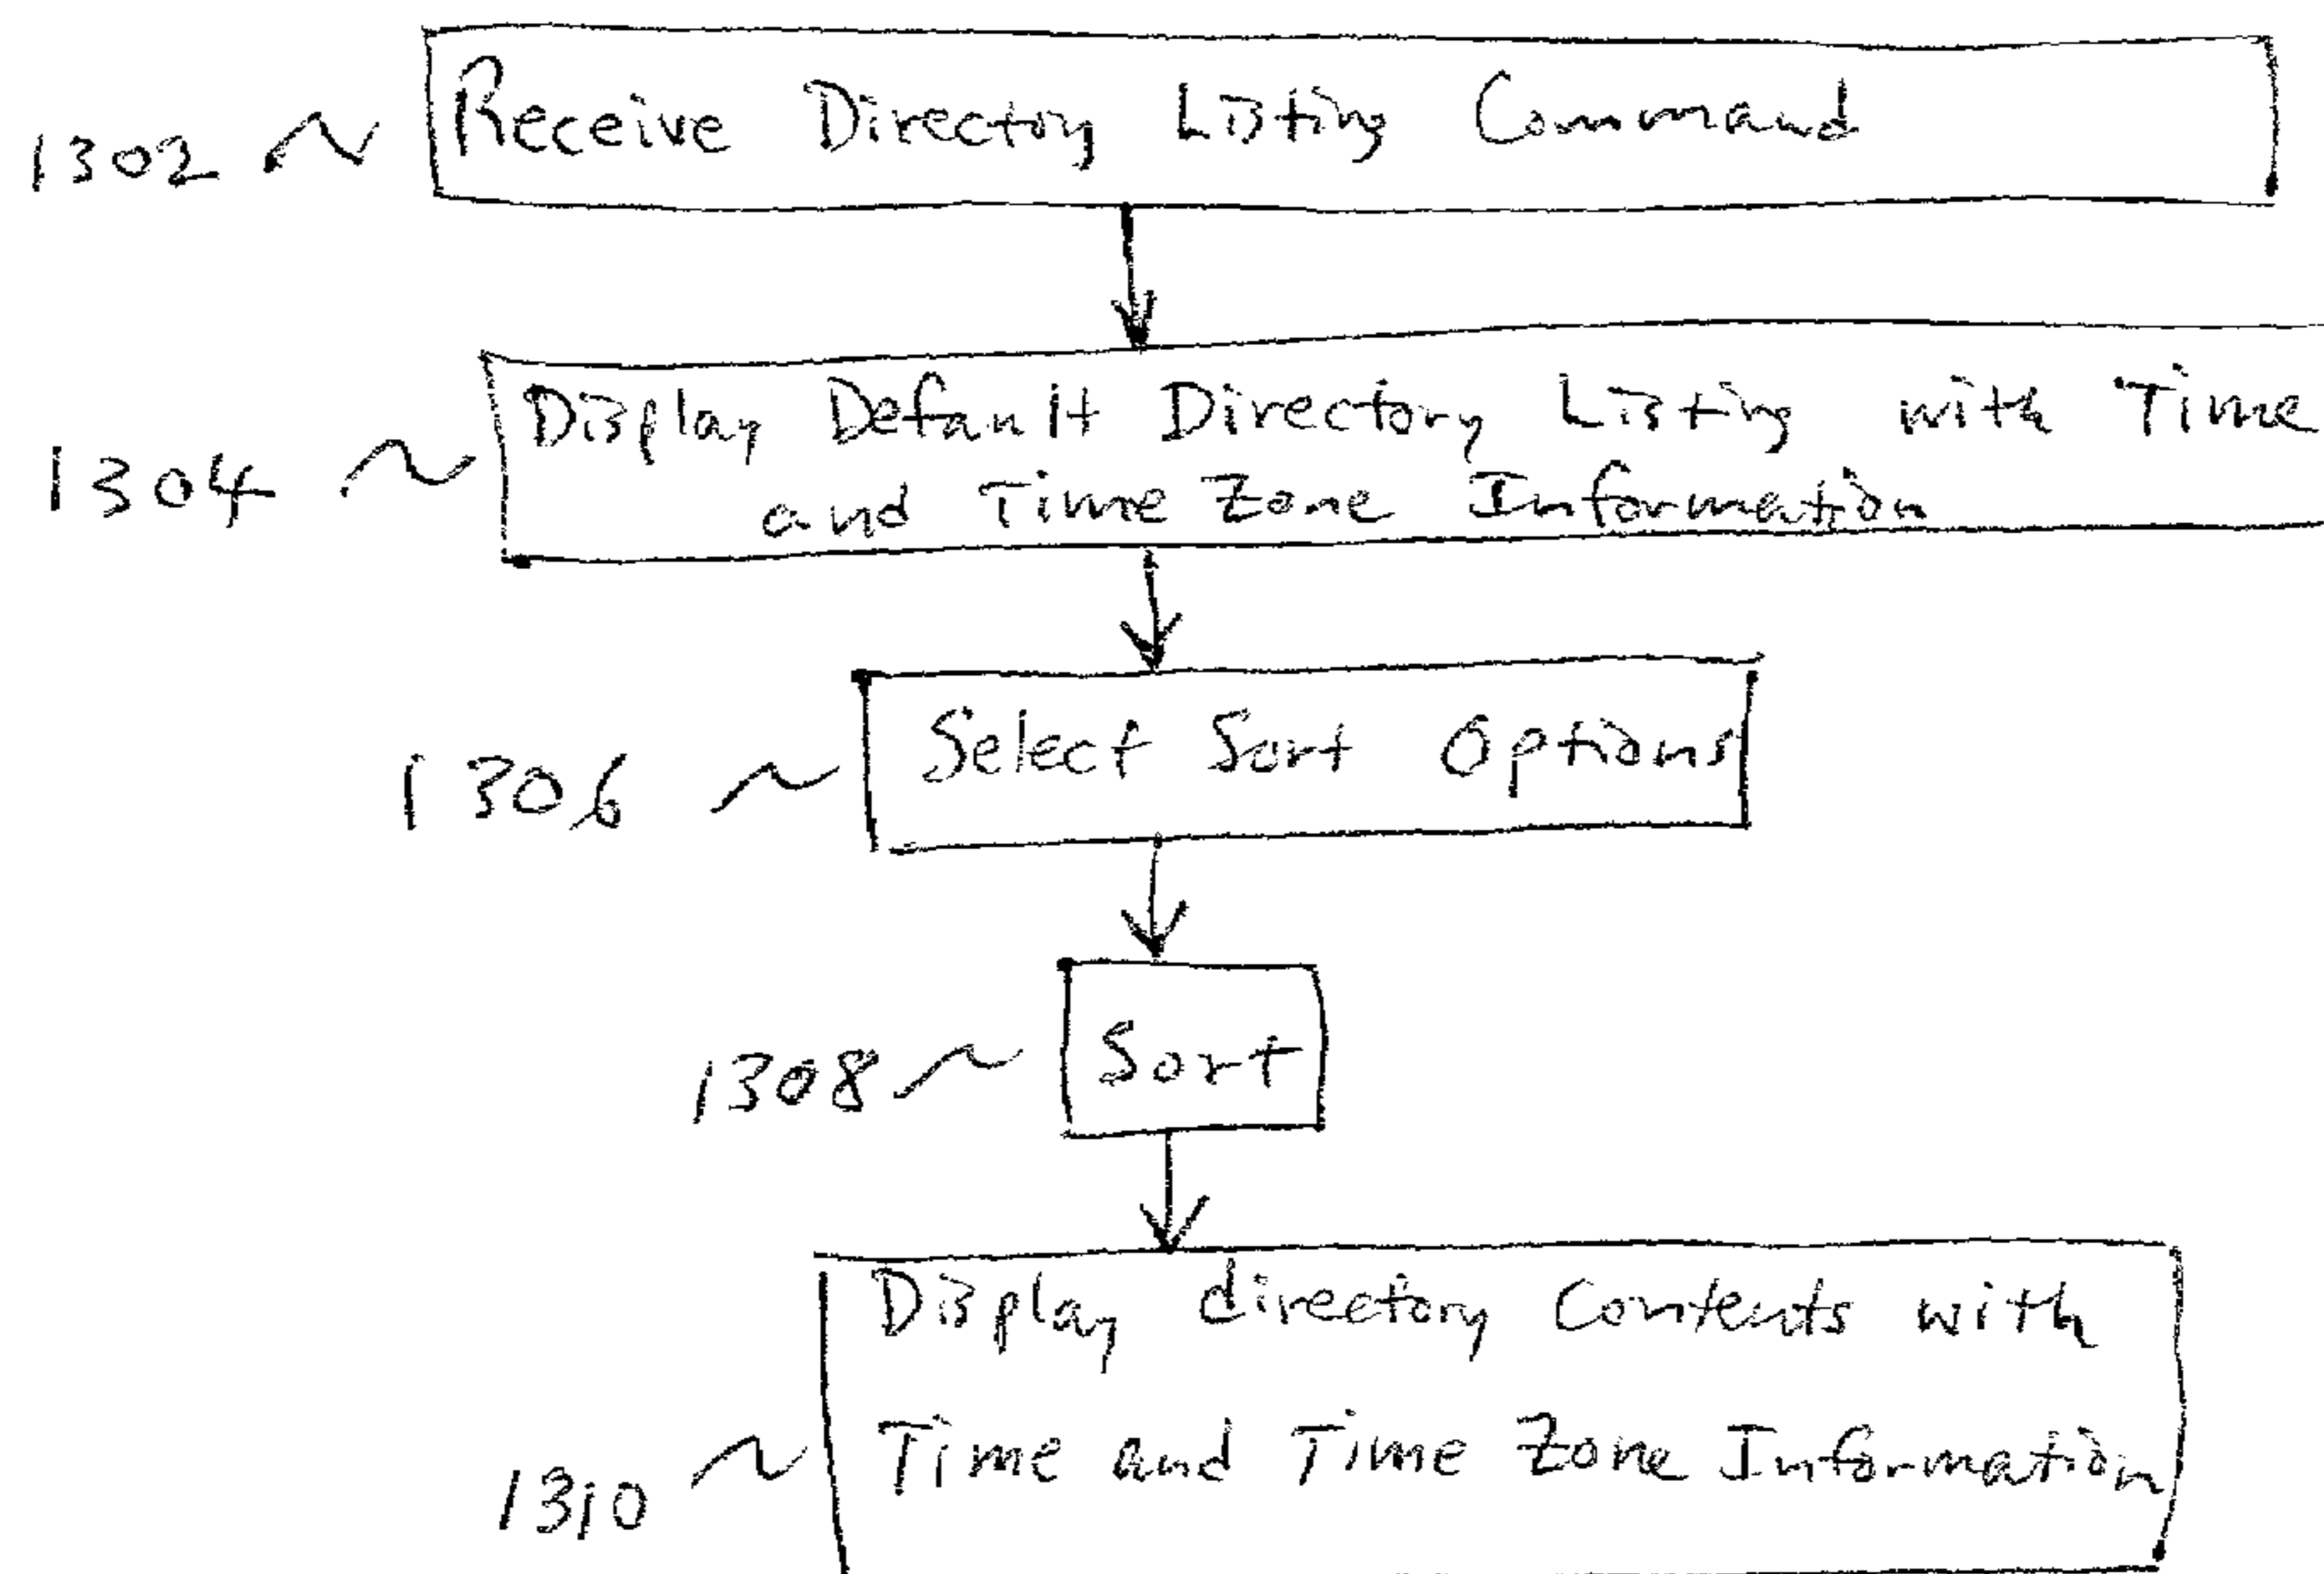 1302 Receive Directory Listing Command
1304 Display Default Directory Listing with Time
and Time Zone Information
1306 Select Sort Options
1308 Sort
Display directory Contents with
1310 Time and Time Zone Information